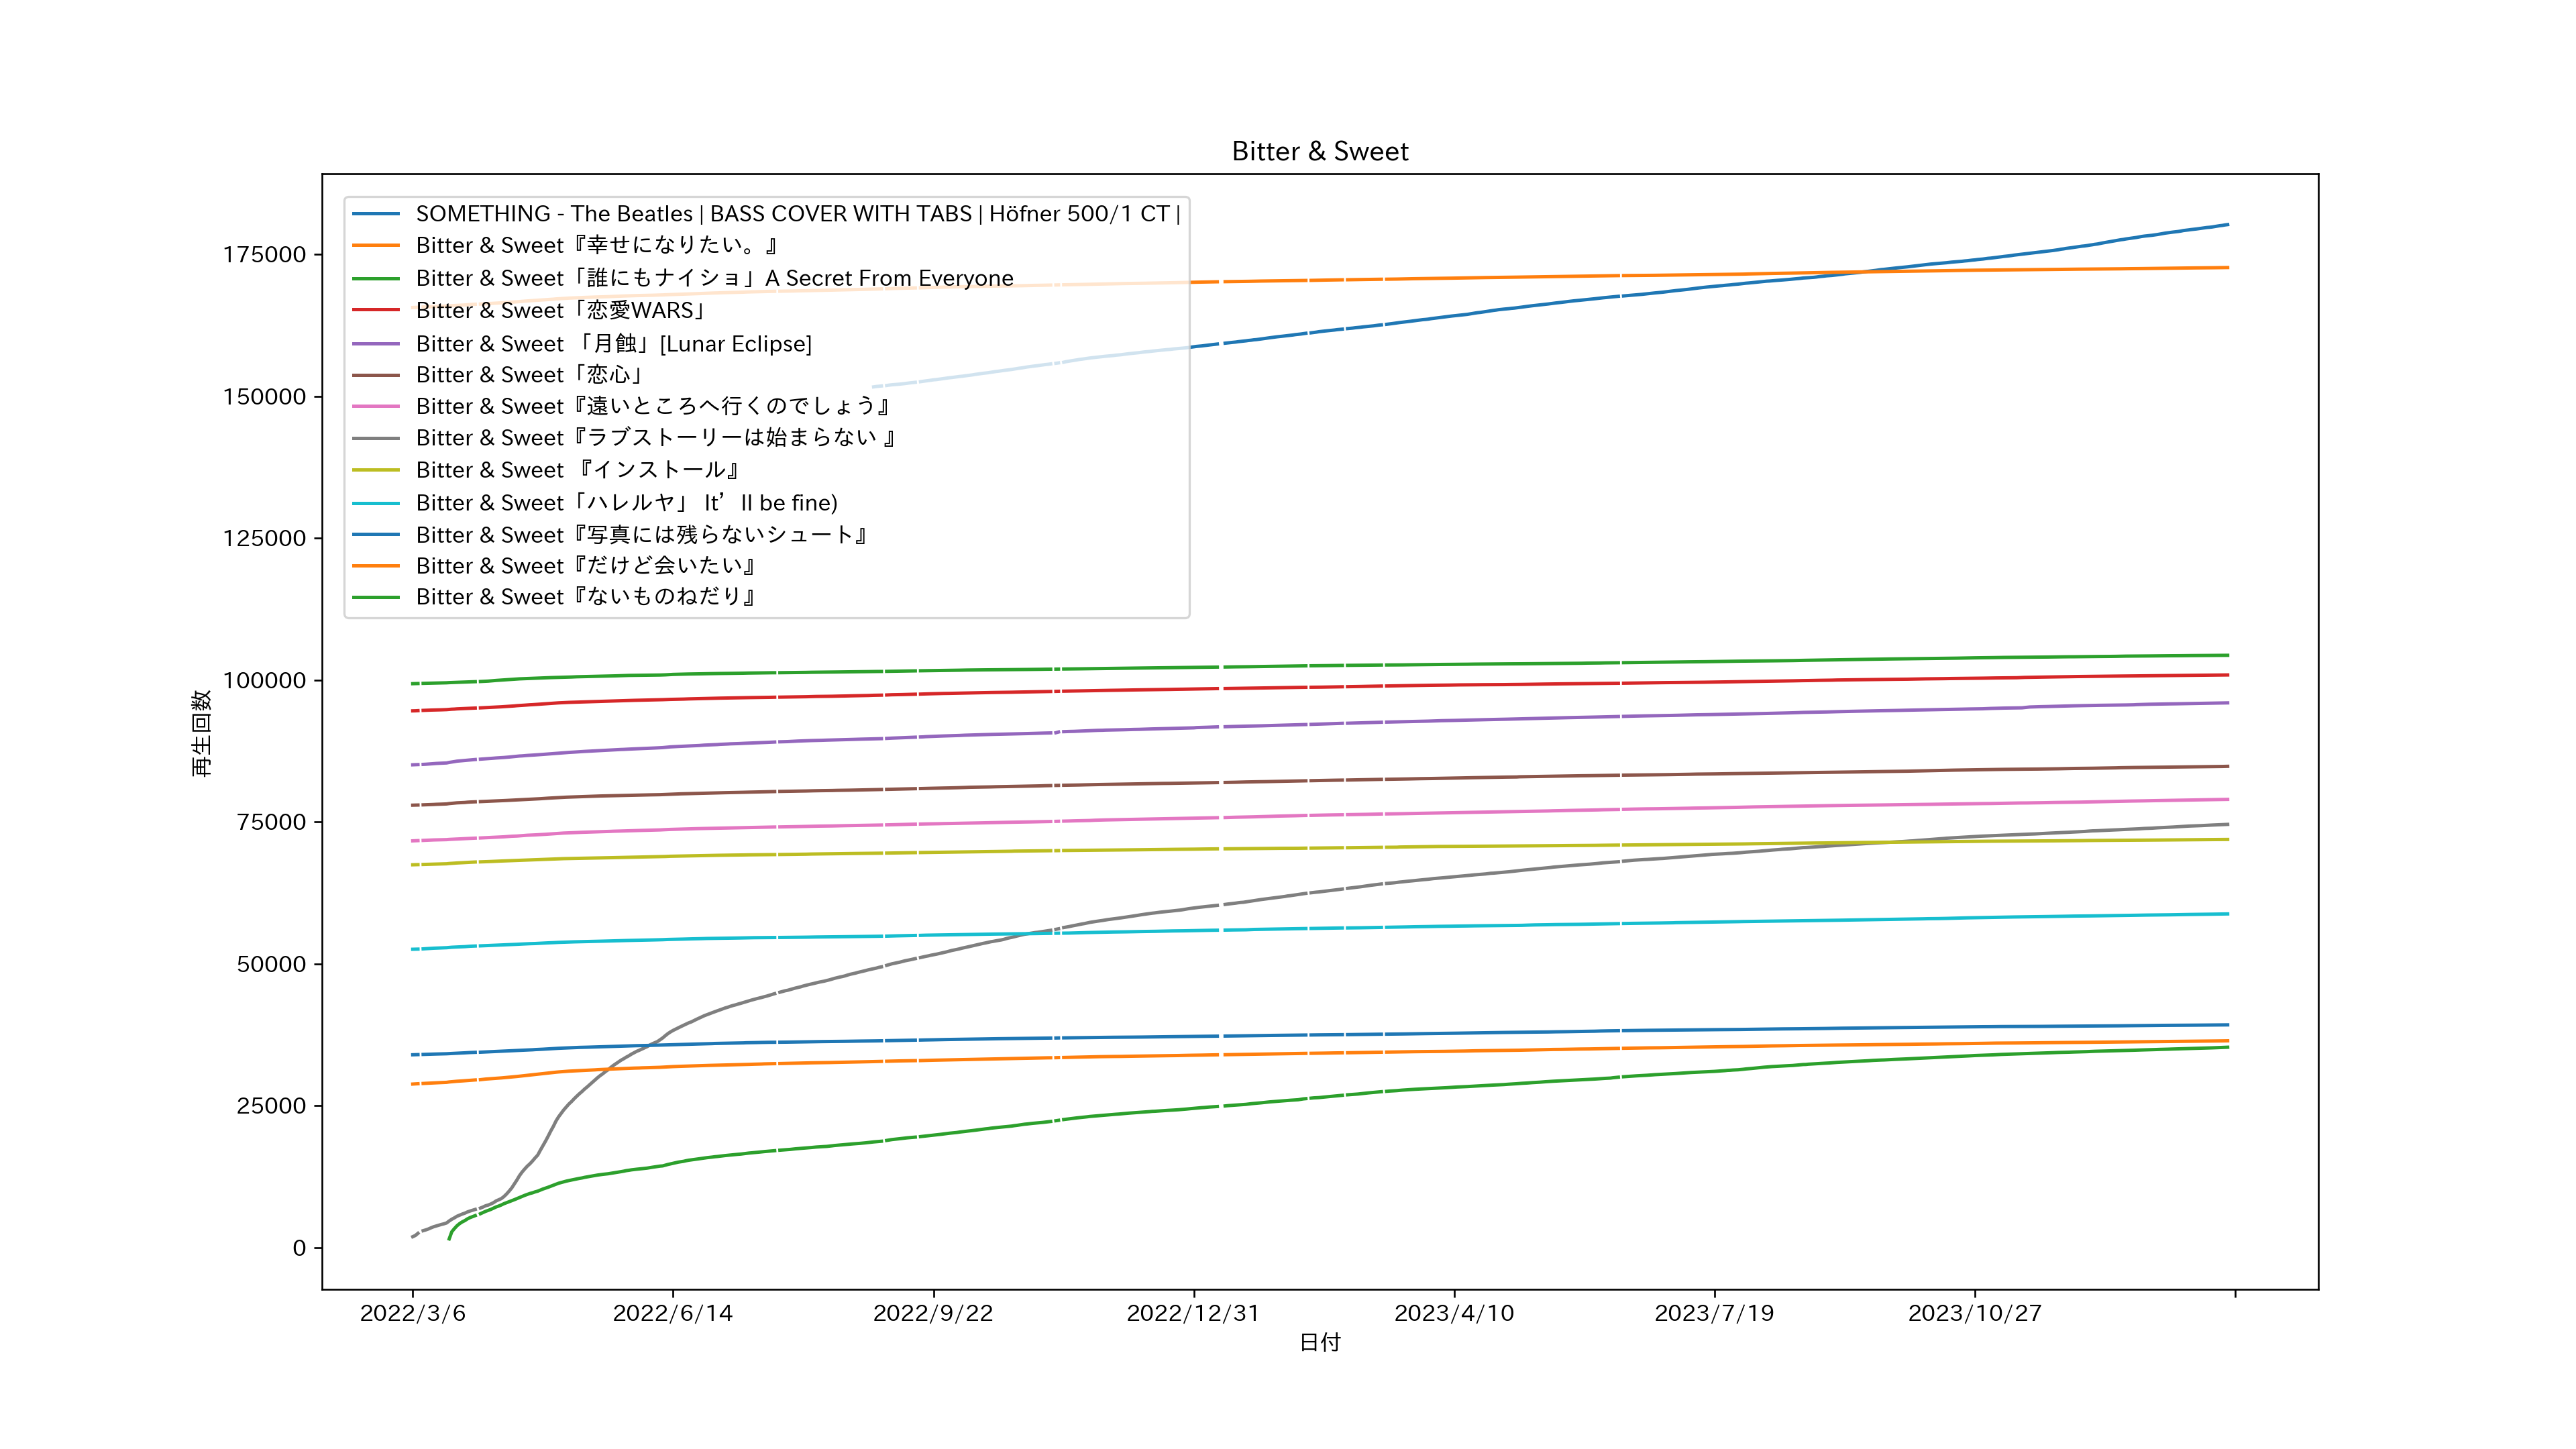 Bitter & Sweet
SOMETHING - The Beatles | BASS COVER WITH TABS | Höfner 500/1 CT |
Bitter & Sweet『幸せになりたい。』
Bitter & Sweet「誰にもナイショ」A Secret From Everyone
Bitter & Sweet「恋愛WARS」
Bitter & Sweet 「月蝕」[Lunar Eclipse]
Bitter & Sweet「恋心」
Bitter & Sweet『遠いところへ行くのでしょう』
Bitter & Sweet『ラブストーリーは始まらない 』
Bitter & Sweet 『インストール』
Bitter & Sweet「ハレルヤ」 It’ll be fine)
Bitter & Sweet『写真には残らないシュート』
Bitter & Sweet『だけど会いたい』
Bitter & Sweet『ないものねだり』
175000
150000
125000
100000
75000
50000
25000
0
再生回数
2022/3/6 2022/6/14 2022/9/22 2022/12/31 2023/4/10 2023/7/19 2023/10/27
日付